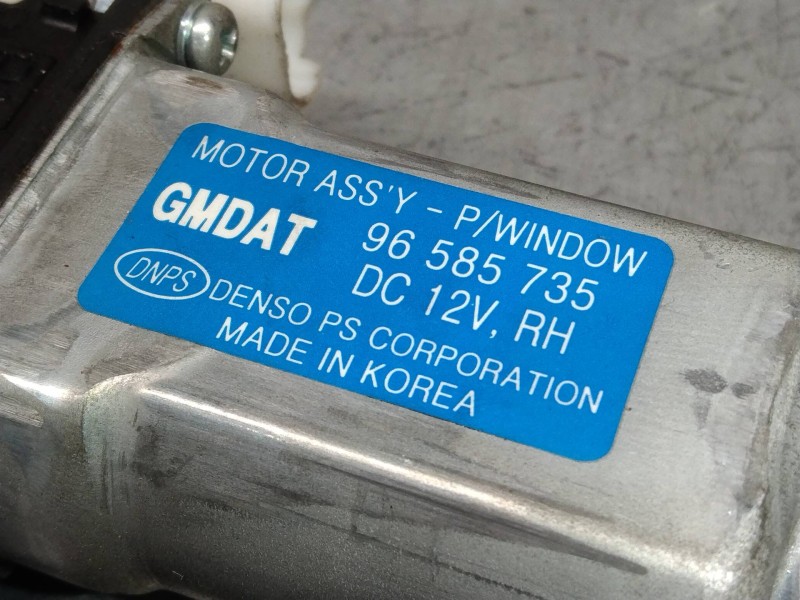 MOTOR ASS'Y - P/WINDOW
GMDAT 96 585 735
DC 12V, RH
DNPS DENSO PS CORPORATION
MADE IN KOREA